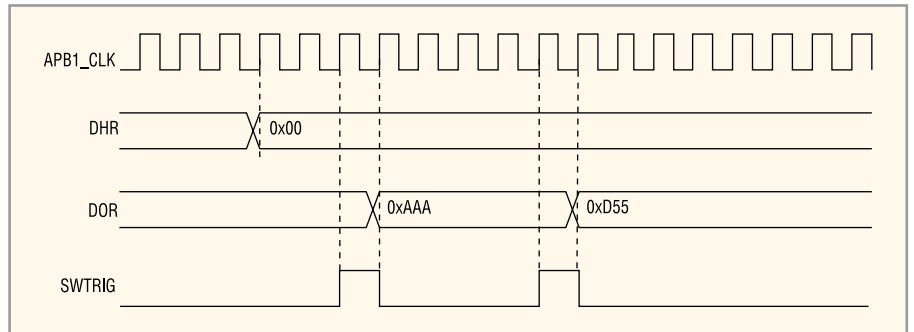 APB1_CLK
DHR
0x00
DOR
0xAAA
0xD55
SWTRIG